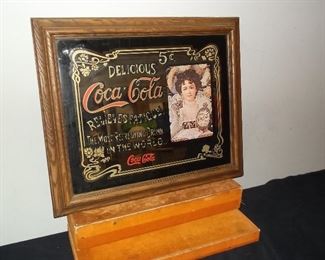 5¢
DELICIOUS
Coca-Cola
RELIEVES FATIGUE
THE MOST REFRESHING DRINK
IN THE WORLD
Coca-Cola